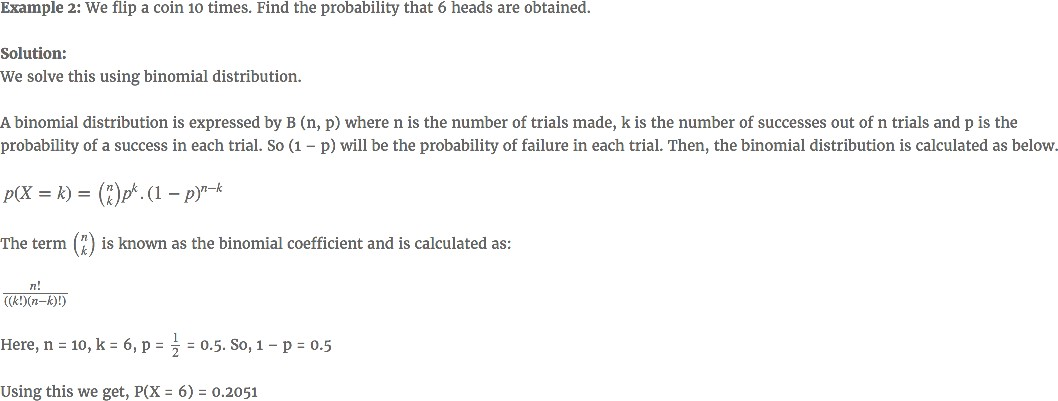 Example 2: We flip a coin 10 times. Find the probability that 6 heads are obtained.
Solution:
We solve this using binomial distribution.
A binomial distribution is expressed by B (n, p) where n is the number of trials made, k is the number of successes out of n trials and p is the
probability of a success in each trial. So (1 – p) will be the probability of failure in each trial. Then, the binomial distribution is calculated as below.
p(X = k) = \binom{n}{k} p^k . (1 − p)^{n−k}
The term \binom{n}{k} is known as the binomial coefficient and is calculated as:
\frac{n!}{((k!)(n−k)!)}
Here, n = 10, k = 6, p = \frac{1}{2} = 0.5. So, 1 – p = 0.5
Using this we get, P(X = 6) = 0.2051